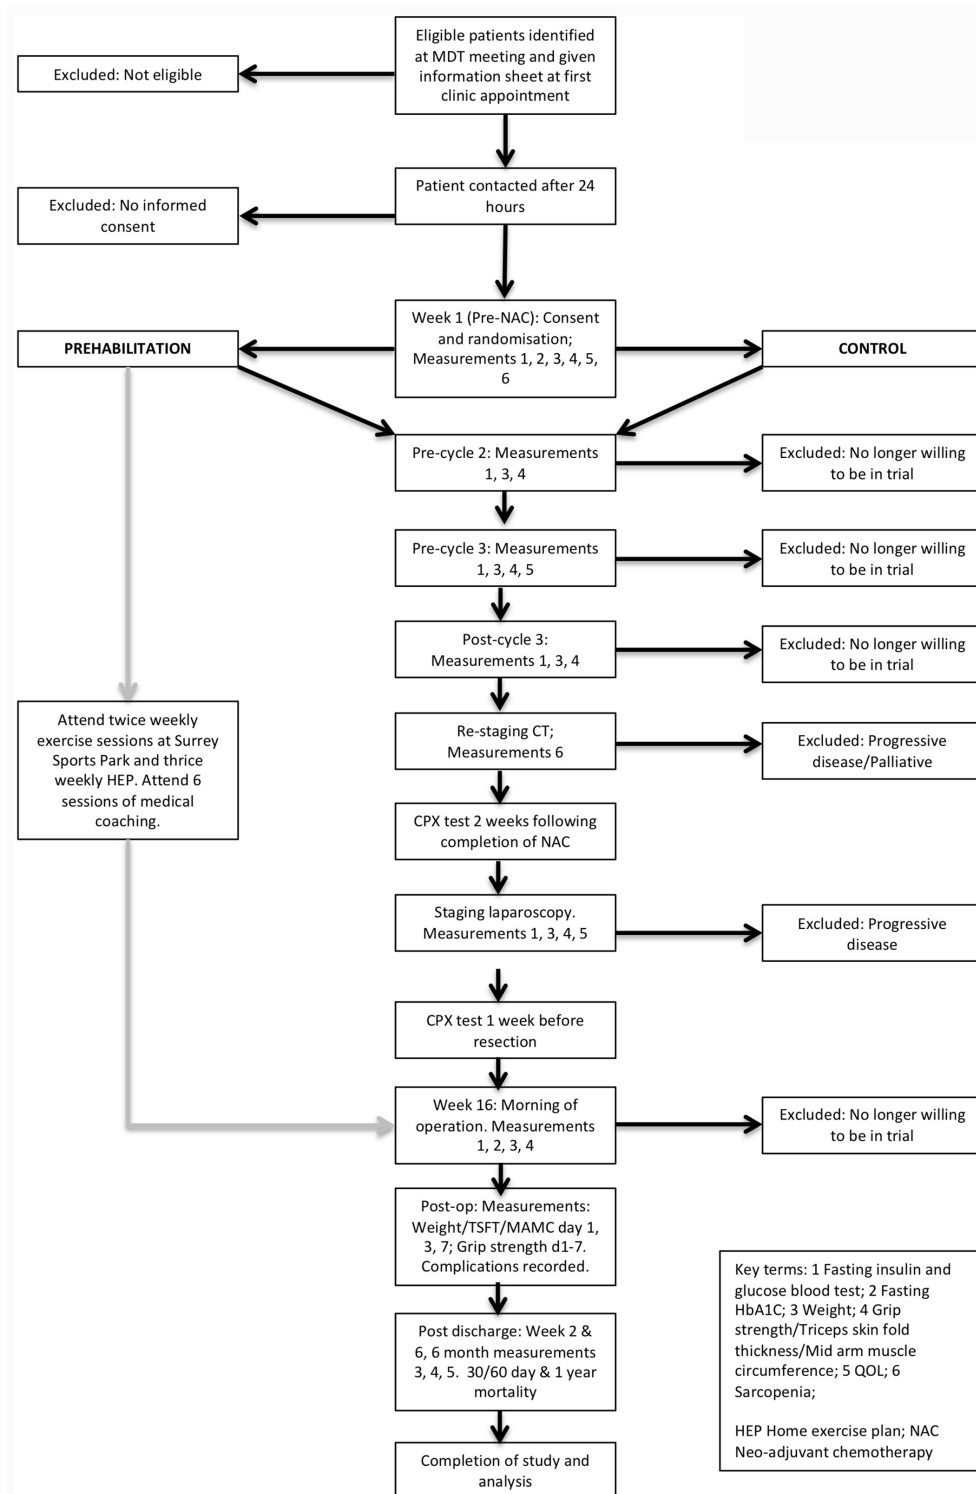 Eligible patients identified
at MDT meeting and given
information sheet at first
clinic appointment
Excluded: Not eligible
Patient contacted after 24
hours
Excluded: No informed
consent
Week 1 (Pre-NAC): Consent
and randomisation;
Measurements 1, 2, 3, 4, 5,
6
PREHABILITATION
CONTROL
Pre-cycle 2: Measurements
1, 3, 4
Excluded: No longer willing
to be in trial
Pre-cycle 3: Measurements
1, 3, 4, 5
Excluded: No longer willing
to be in trial
Post-cycle 3:
Measurements 1, 3, 4
Excluded: No longer willing
to be in trial
Attend twice weekly
exercise sessions at Surrey
Sports Park and thrice
weekly HEP. Attend 6
sessions of medical
coaching.
Re-staging CT;
Measurements 6
Excluded: Progressive
disease/Palliative
CPX test 2 weeks following
completion of NAC
Staging laparoscopy.
Measurements 1, 3, 4, 5
Excluded: Progressive
disease
CPX test 1 week before
resection
Week 16: Morning of
operation. Measurements
1, 2, 3, 4
Excluded: No longer willing
to be in trial
Post-op: Measurements:
Weight/TSFT/MAMC day 1,
3, 7; Grip strength d1-7.
Complications recorded.
Post discharge: Week 2 &
6, 6 month measurements
3, 4, 5. 30/60 day & 1 year
mortality
Completion of study and
analysis
Key terms: 1 Fasting insulin and
glucose blood test; 2 Fasting
HbA1C; 3 Weight; 4 Grip
strength/Triceps skin fold
thickness/Mid arm muscle
circumference; 5 QOL; 6
Sarcopenia;
HEP Home exercise plan; NAC
Neo-adjuvant chemotherapy